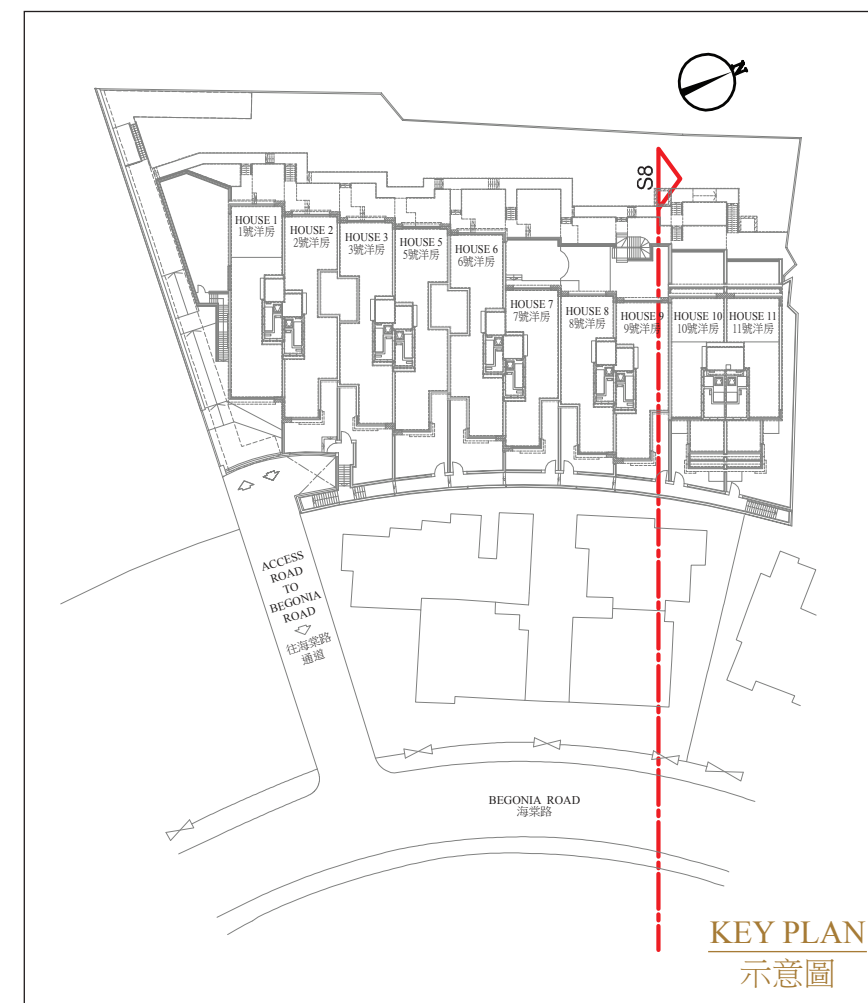 N
S8
HOUSE 1
1號洋房
HOUSE 2
2號洋房
HOUSE 3
3號洋房
HOUSE 5
5號洋房
HOUSE 6
6號洋房
HOUSE 7
7號洋房
HOUSE 8
8號洋房
HOUSE 9
9號洋房
HOUSE 10
10號洋房
HOUSE 11
11號洋房
ACCESS
ROAD
TO
BEGONIA
ROAD
往海棠路
通道
BEGONIA ROAD
海棠路
KEY PLAN
示意圖